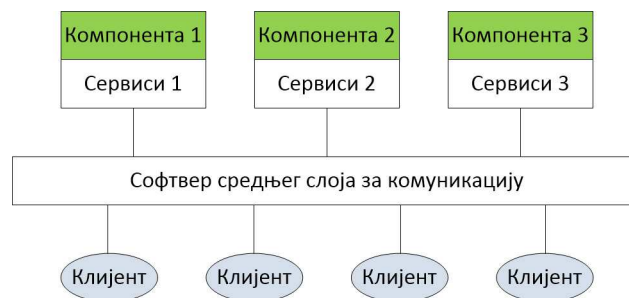 Компонента 1
Компонента 2
Компонента 3
Сервиси 1
Сервиси 2
Сервиси 3
Софтвер средњег слоја за комуникацију
Клијент
Клијент
Клијент
Клијент